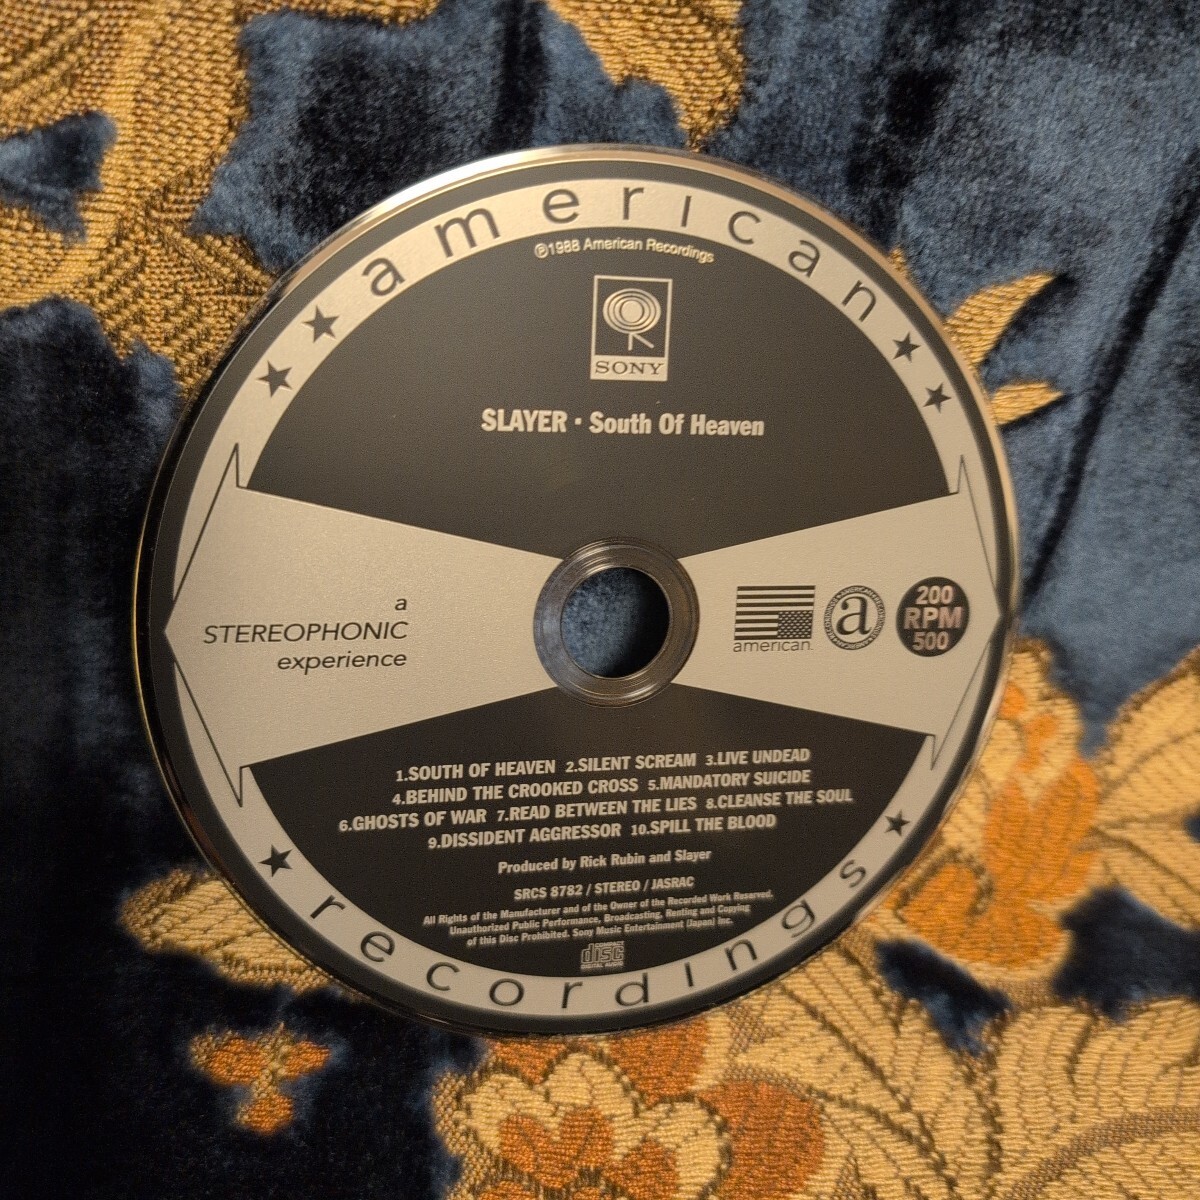 american
℗1988 American Recordings
SONY
SLAYER · South Of Heaven
a
STEREOPHONIC
experience
american
a
200
RPM
500
1.SOUTH OF HEAVEN 2.SILENT SCREAM 3.LIVE UNDEAD
4.BEHIND THE CROOKED CROSS 5.MANDATORY SUICIDE
6.GHOSTS OF WAR 7.READ BETWEEN THE LIES 8.CLEANSE THE SOUL
9.DISSIDENT AGGRESSOR 10.SPILL THE BLOOD
Produced by Rick Rubin and Slayer
SRCS 8782 / STEREO / JASRAC
All Rights of the Manufacturer and of the Owner of the Recorded Work Reserved.
Unauthorized Public Performance, Broadcasting, Renting and Copying
of this Disc Prohibited. Sony Music Entertainment (Japan) Inc.
COMPACT
disc
DIGITAL AUDIO
recordings